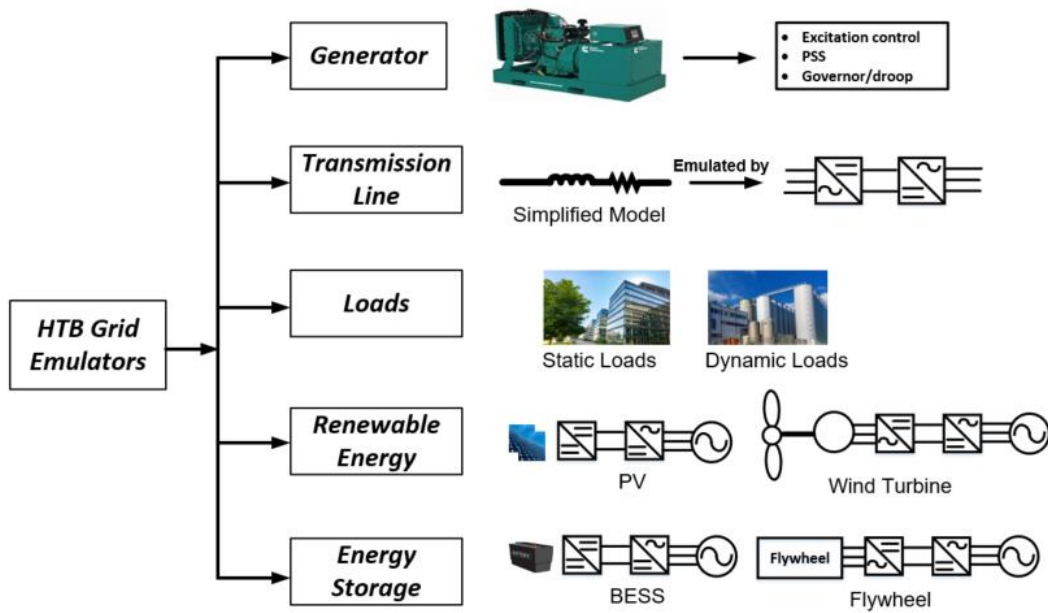 Generator
• Excitation control
• PSS
• Governor/droop
Transmission
Line
Emulated by
Simplified Model
Loads
HTB Grid
Emulators
Static Loads
Dynamic Loads
Renewable
Energy
PV
Wind Turbine
Energy
Storage
Flywheel
BESS
Flywheel